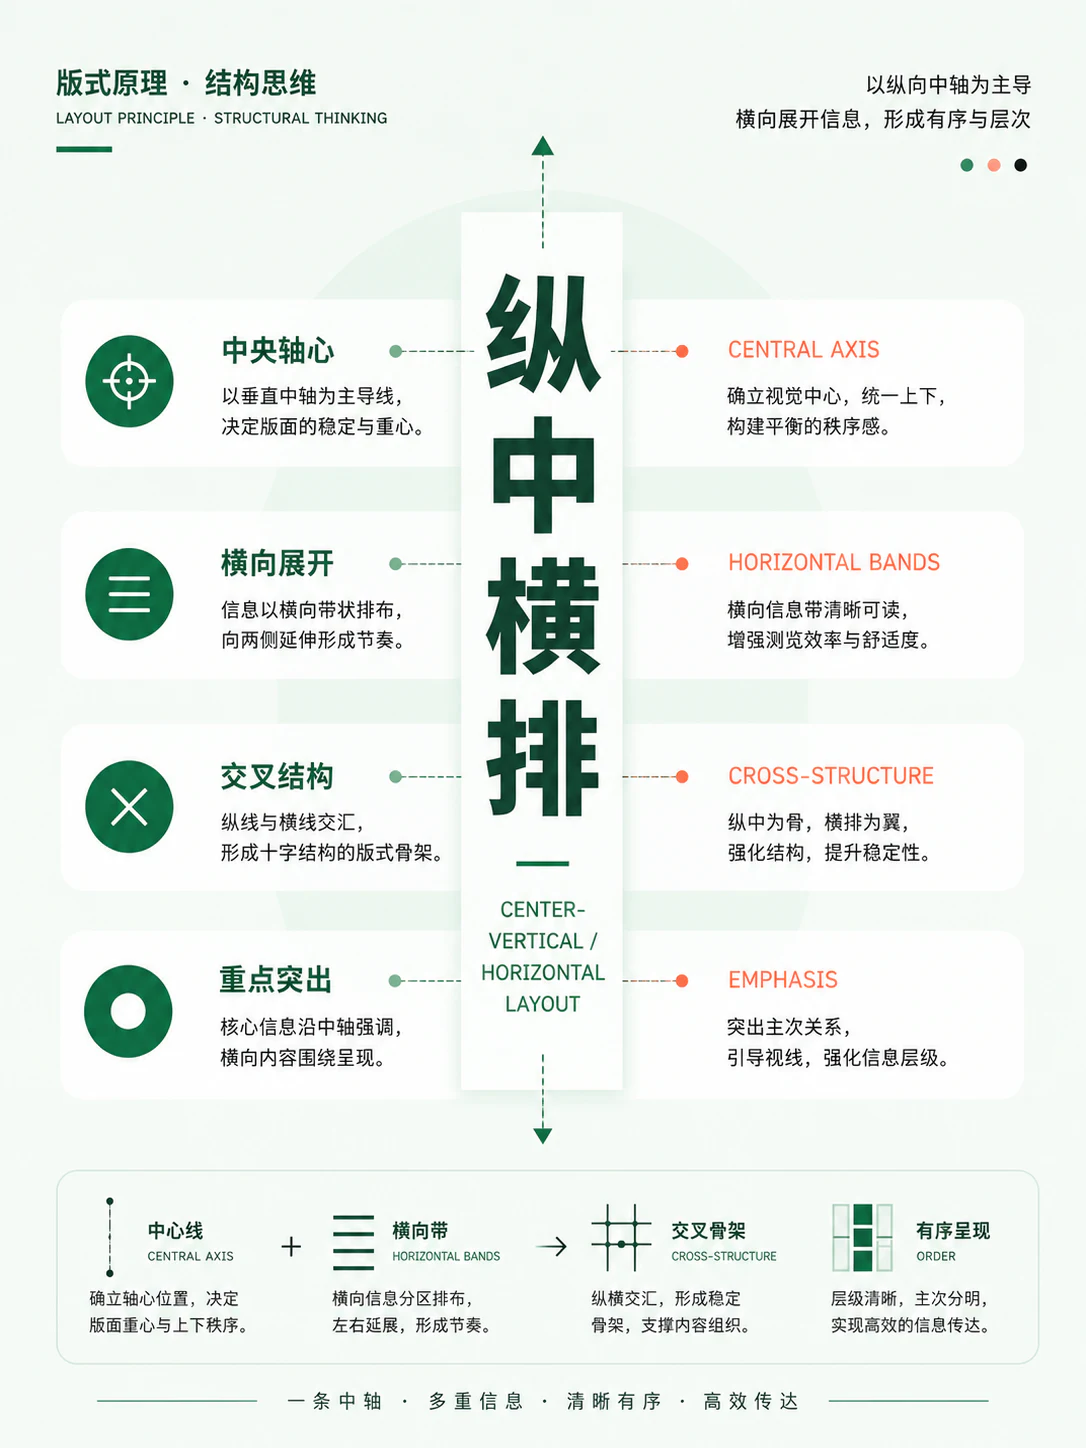 版式原理 · 结构思维
LAYOUT PRINCIPLE · STRUCTURAL THINKING
以纵向中轴为主导
横向展开信息，形成有序与层次
纵
中
横
排
CENTER-
VERTICAL /
HORIZONTAL
LAYOUT
中央轴心
以垂直中轴为主导线，
决定版面的稳定与重心。
CENTRAL AXIS
确立视觉中心，统一上下，
构建平衡的秩序感。
横向展开
信息以横向带状排布，
向两侧延伸形成节奏。
HORIZONTAL BANDS
横向信息带清晰可读，
增强浏览效率与舒适度。
交叉结构
纵线与横线交汇，
形成十字结构的版式骨架。
CROSS-STRUCTURE
纵中为骨，横排为翼，
强化结构，提升稳定性。
重点突出
核心信息沿中轴强调，
横向内容围绕呈现。
EMPHASIS
突出主次关系，
引导视线，强化信息层级。
中心线
CENTRAL AXIS
确立轴心位置，决定
版面重心与上下秩序。
+
横向带
HORIZONTAL BANDS
横向信息分区排布，
左右延展，形成节奏。
→
交叉骨架
CROSS-STRUCTURE
纵横交汇，形成稳定
骨架，支撑内容组织。
有序呈现
ORDER
层级清晰，主次分明，
实现高效的信息传达。
一条中轴 · 多重信息 · 清晰有序 · 高效传达